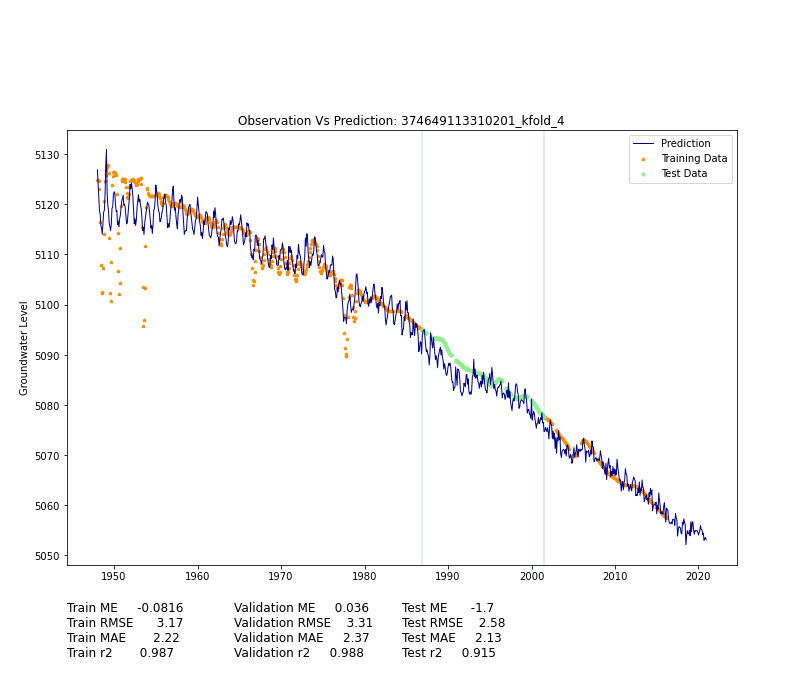 Observation Vs Prediction: 374649113310201_kfold_4
Prediction
Training Data
Test Data
5130
5120
5110
5100
5090
5080
5070
5060
5050
Groundwater Level
1950 1960 1970 1980 1990 2000 2010 2020
Train ME -0.0816 Validation ME 0.036 Test ME -1.7
Train RMSE 3.17 Validation RMSE 3.31 Test RMSE 2.58
Train MAE 2.22 Validation MAE 2.37 Test MAE 2.13
Train r2 0.987 Validation r2 0.988 Test r2 0.915